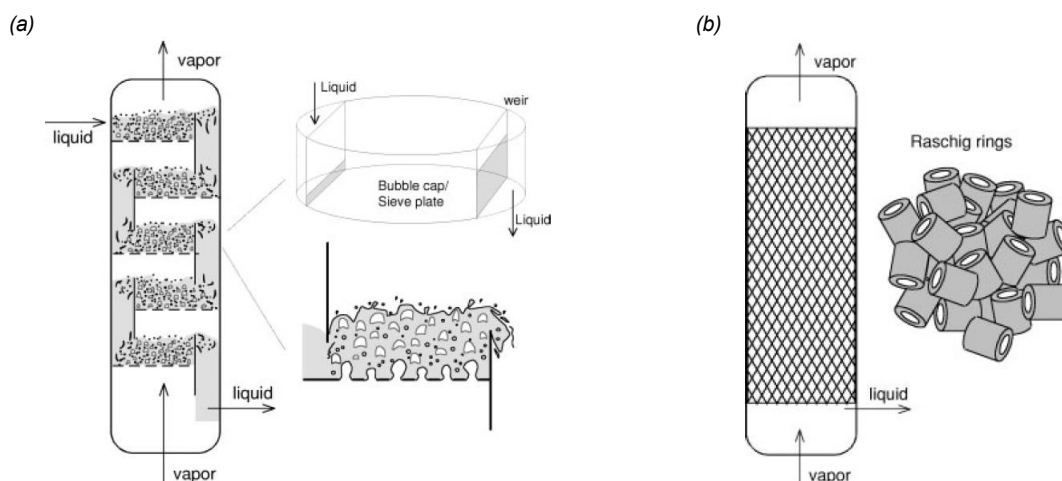 (a)
vapor
liquid
Liquid
weir
Bubble cap/
Sieve plate
Liquid
liquid
vapor
(b)
vapor
Raschig rings
liquid
vapor